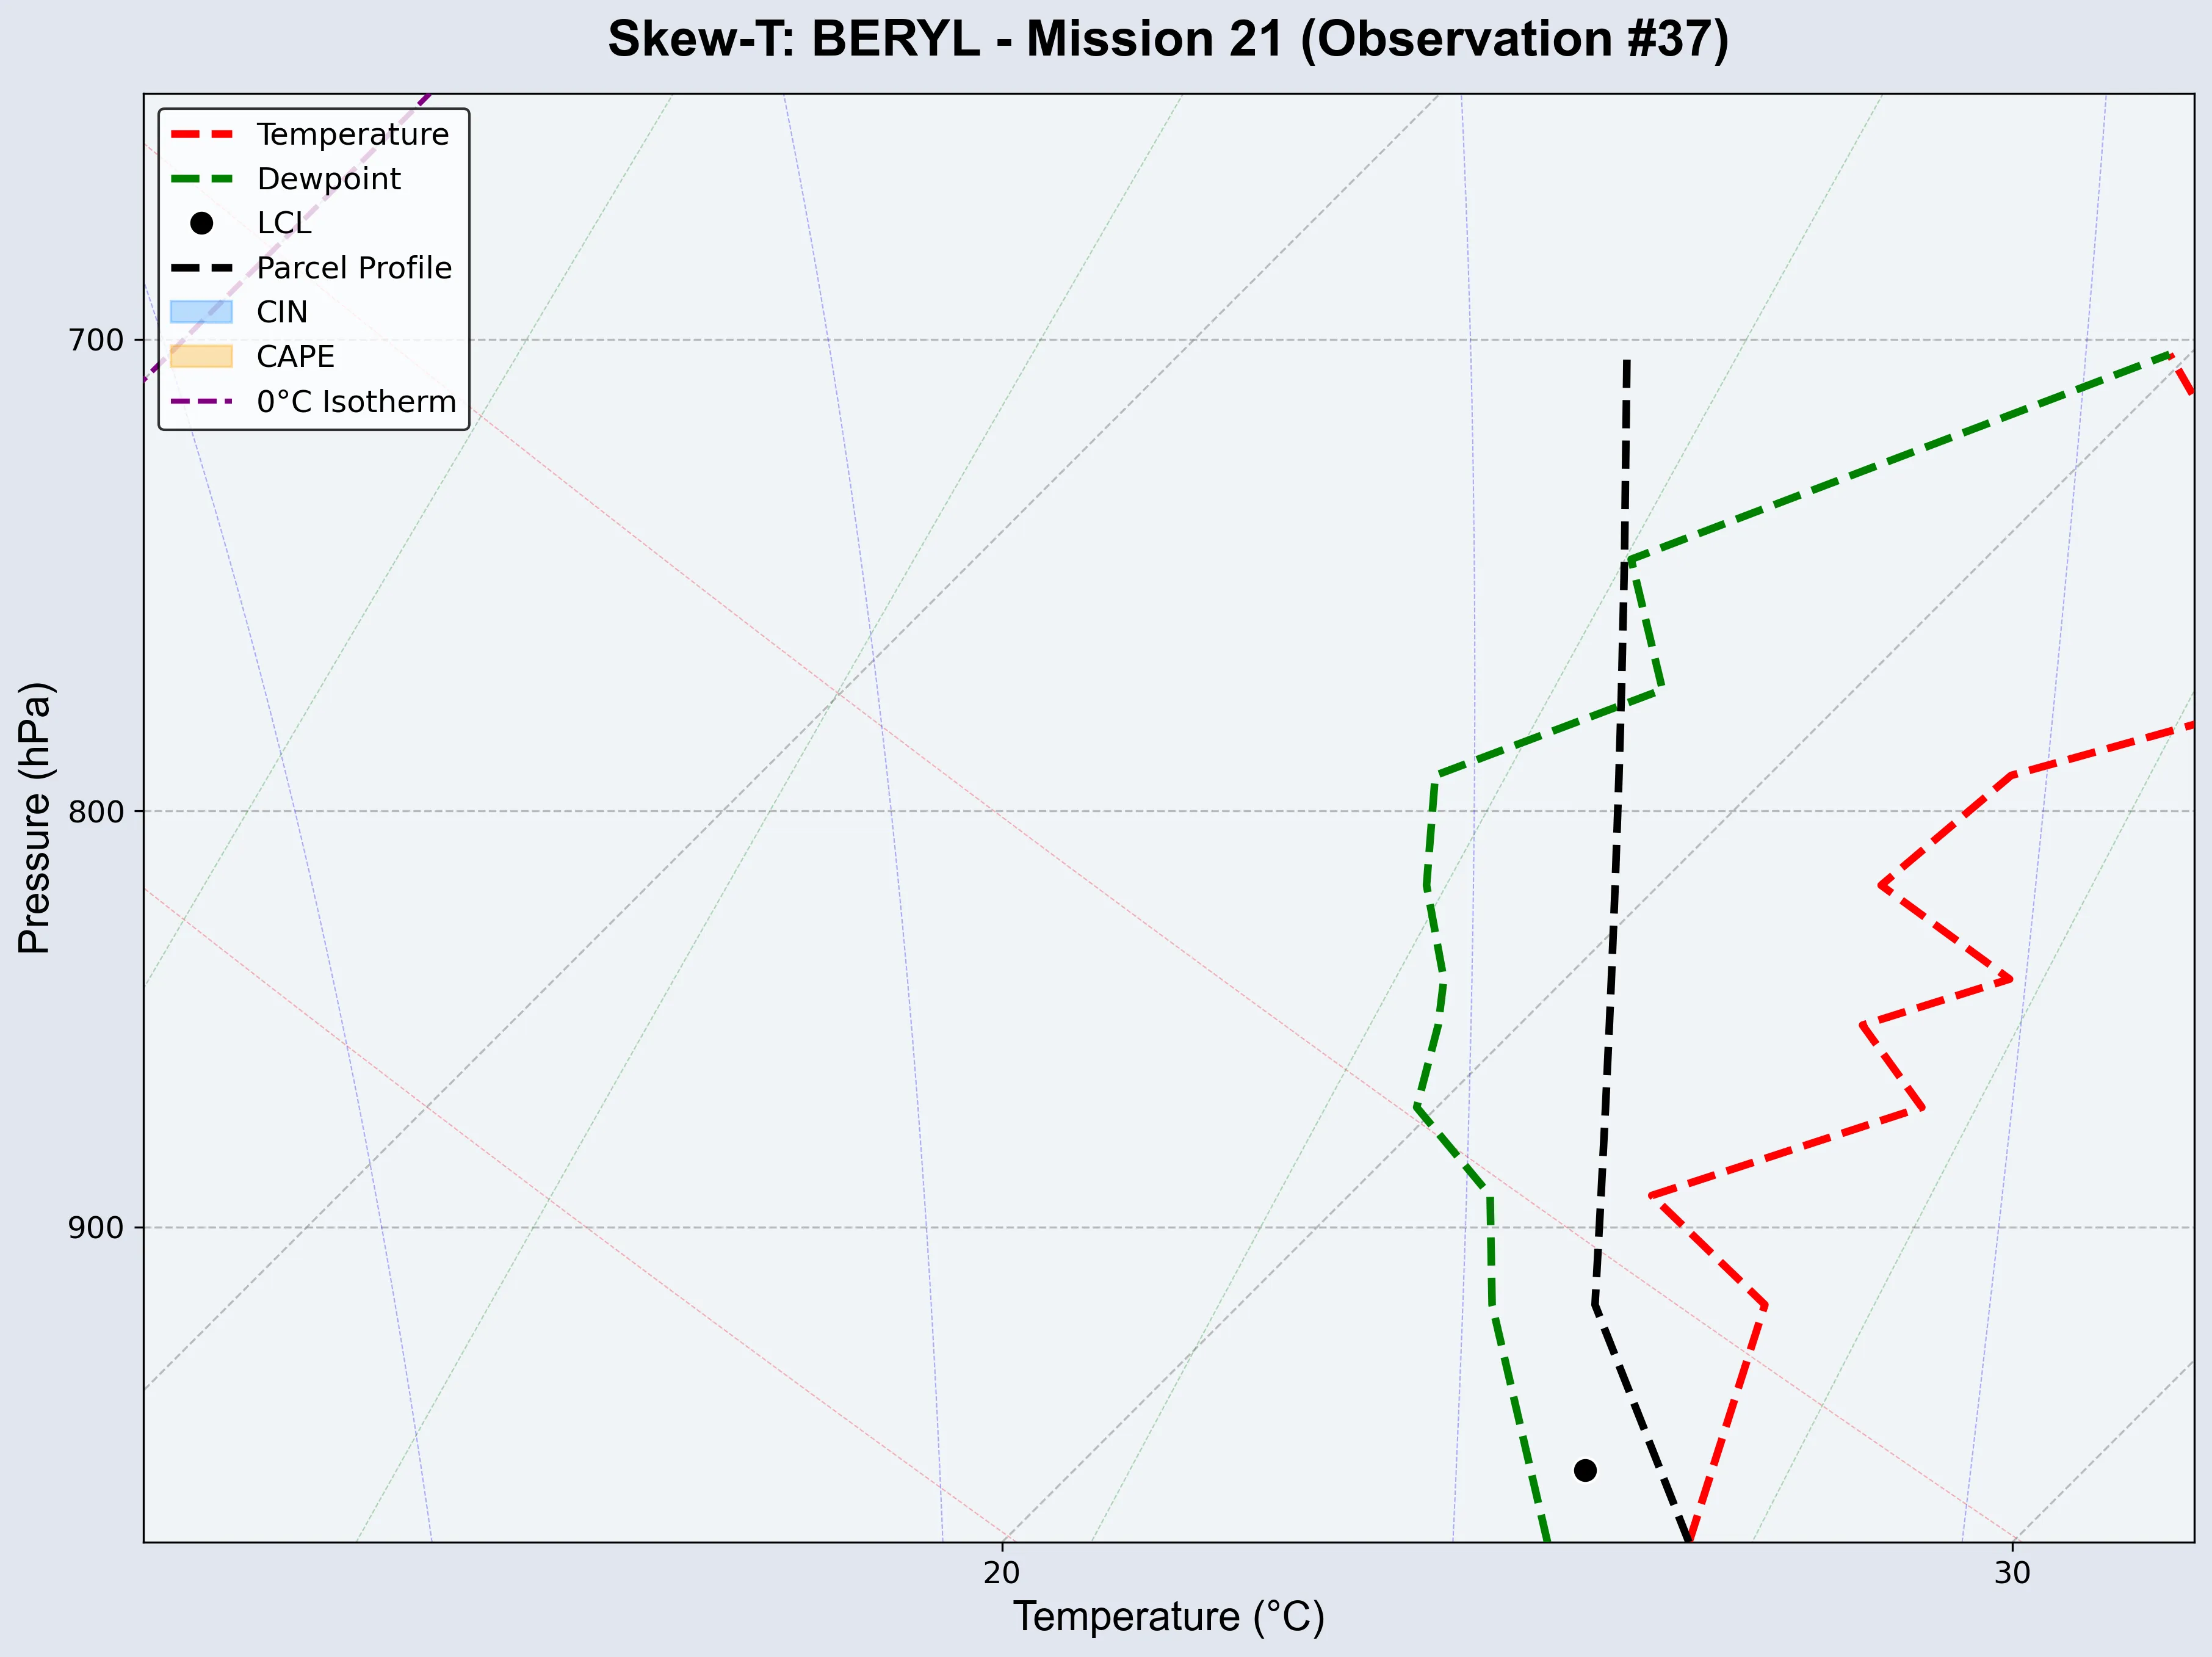 Skew-T: BERYL - Mission 21 (Observation #37)
Temperature
Dewpoint
LCL
Parcel Profile
CIN
CAPE
0°C Isotherm
Pressure (hPa)
700
800
900
20
30
Temperature (°C)